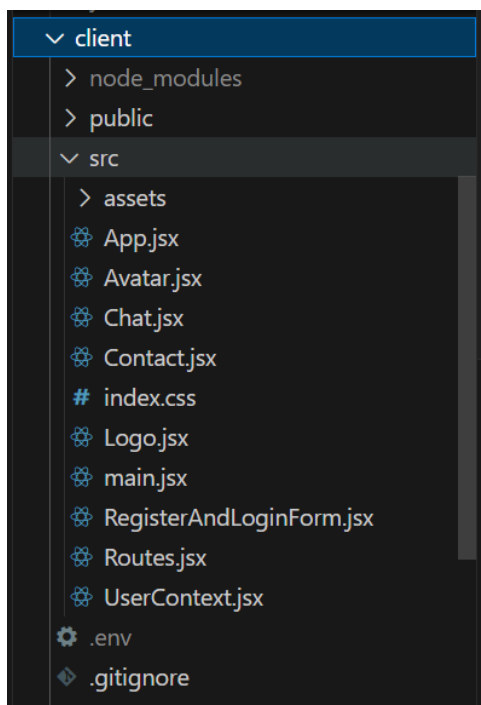 client
node_modules
public
src
assets
App.jsx
Avatar.jsx
Chat.jsx
Contact.jsx
# index.css
Logo.jsx
main.jsx
RegisterAndLoginForm.jsx
Routes.jsx
UserContext.jsx
.env
.gitignore